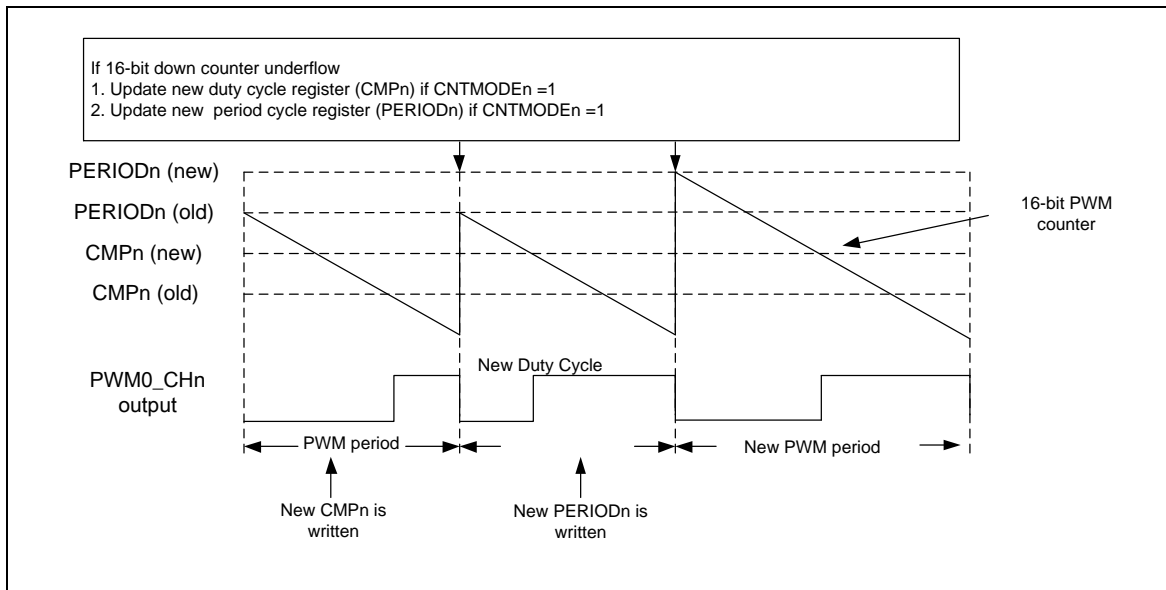 If 16-bit down counter underflow
1. Update new duty cycle register (CMPn) if CNTMODEn =1
2. Update new  period cycle register (PERIODn) if CNTMODEn =1
PERIODn (new)
PERIODn (old)
CMPn (new)
CMPn (old)
16-bit PWM
counter
PWM0_CHn
output
New Duty Cycle
PWM period
New PWM period
New CMPn is
written
New PERIODn is
written